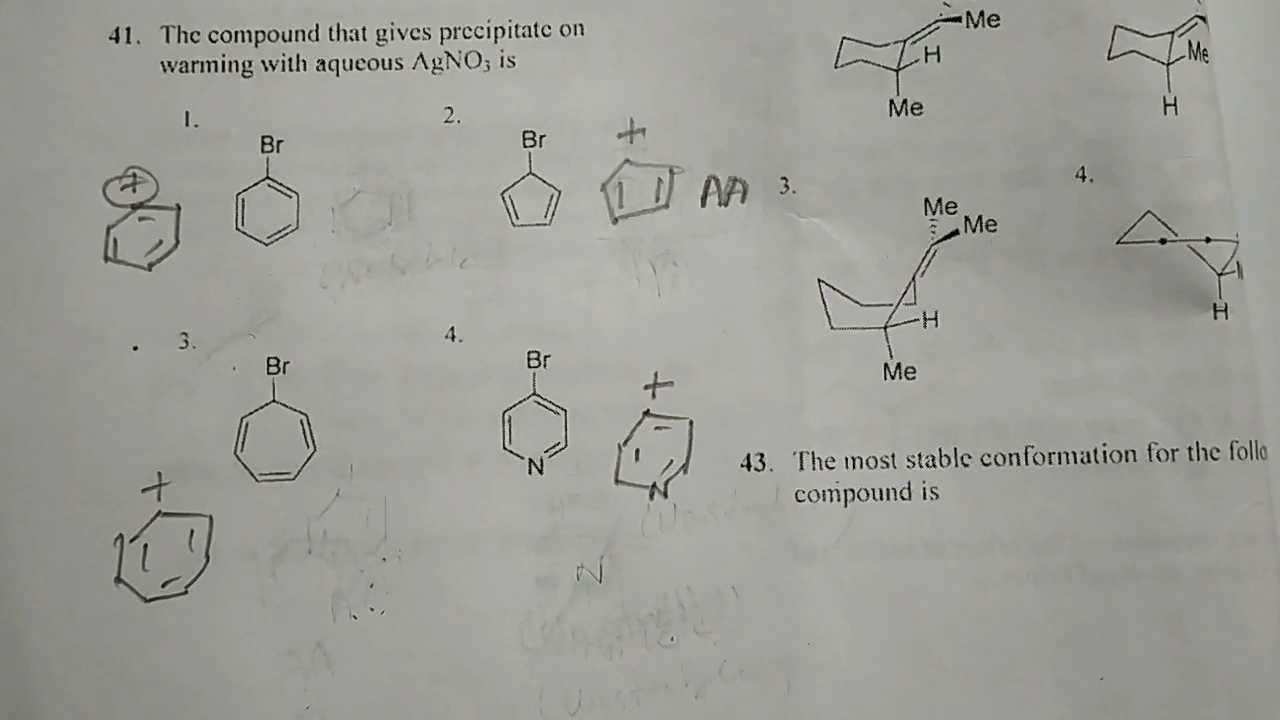 41. The compound that gives precipitate on
warming with aqueous AgNO₃ is
1.
Br
+
2.
Br
+
AA
3.
Br
+
4.
Br
N
+
N
N
Me
H
Me
Me
H
3.
Me
Me
H
Me
4.
H
43. The most stable conformation for the follo
compound is